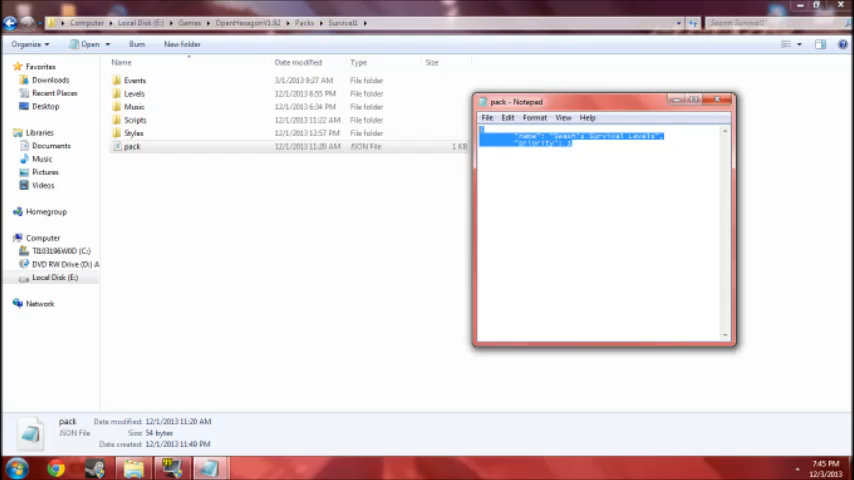 Computer ▸ Local Disk (E:) ▸ Games ▸ OpenHexagonV1.92 ▸ Packs ▸ Survival1 ▸
Search Survival1
Organize ▾ Open ▾ Burn New folder
Name Date modified Type Size
Favorites
Downloads
Recent Places
Desktop
Libraries
Documents
Music
Pictures
Videos
Homegroup
Computer
TI103196W0D (C:)
DVD RW Drive (D:) A
Local Disk (E:)
Network
Events 3/1/2013 9:27 AM File folder
Levels 12/1/2013 6:55 PM File folder
Music 12/1/2013 6:34 PM File folder
Scripts 12/1/2013 11:22 AM File folder
Styles 12/1/2013 12:57 PM File folder
pack 12/1/2013 11:20 AM JSON File 1 KB
pack - Notepad
File Edit Format View Help
{
"name": "Swash's Survival Levels",
"priority": 1
pack Date modified: 12/1/2013 11:20 AM
JSON File Size: 54 bytes
Date created: 12/1/2013 11:49 PM
7:45 PM
12/3/2013